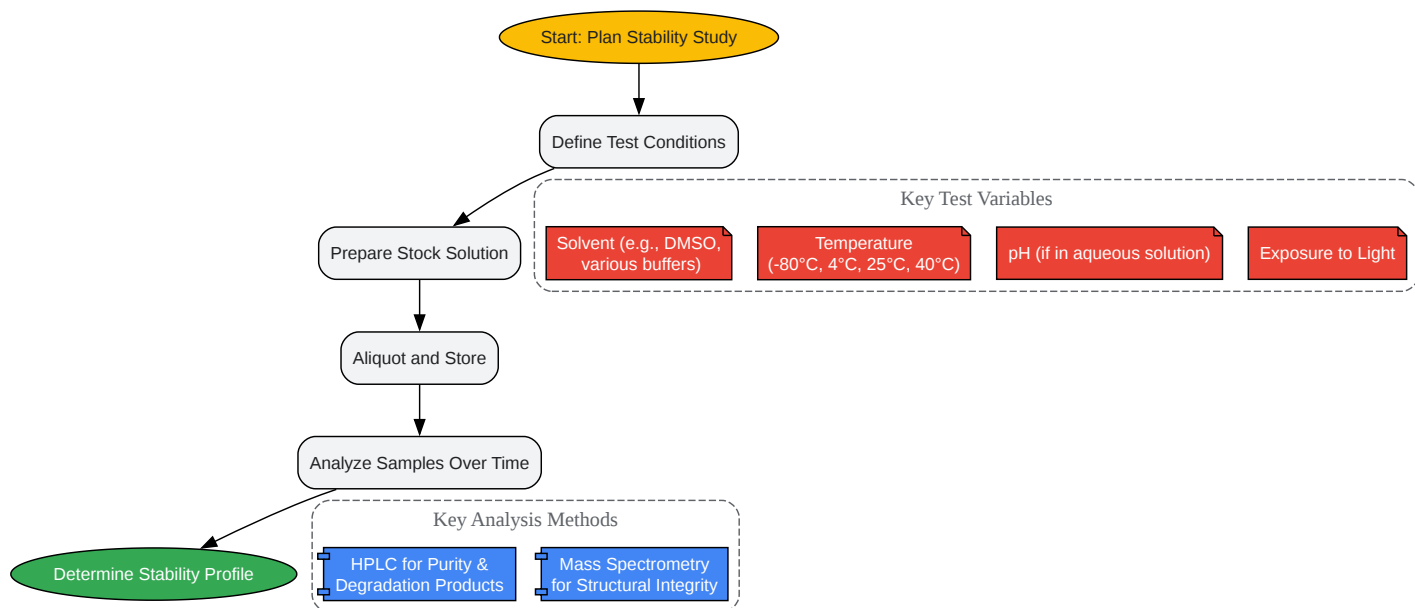 Start: Plan Stability Study
Define Test Conditions
Key Test Variables
Prepare Stock Solution
Solvent (e.g., DMSO,
various buffers)
Temperature
(-80°C, 4°C, 25°C, 40°C)
pH (if in aqueous solution)
Exposure to Light
Aliquot and Store
Analyze Samples Over Time
Key Analysis Methods
Determine Stability Profile
HPLC for Purity &
Degradation Products
Mass Spectrometry
for Structural Integrity